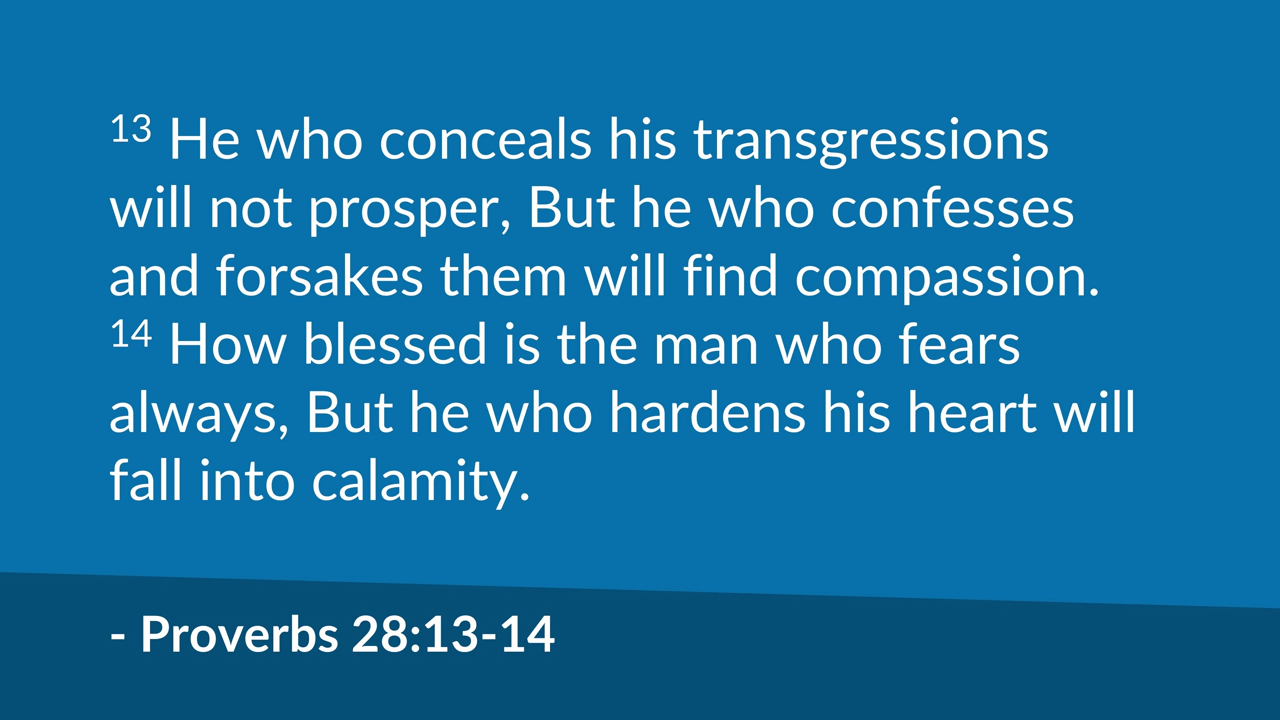 13 He who conceals his transgressions
will not prosper, But he who confesses
and forsakes them will find compassion.
14 How blessed is the man who fears
always, But he who hardens his heart will
fall into calamity.
- Proverbs 28:13-14